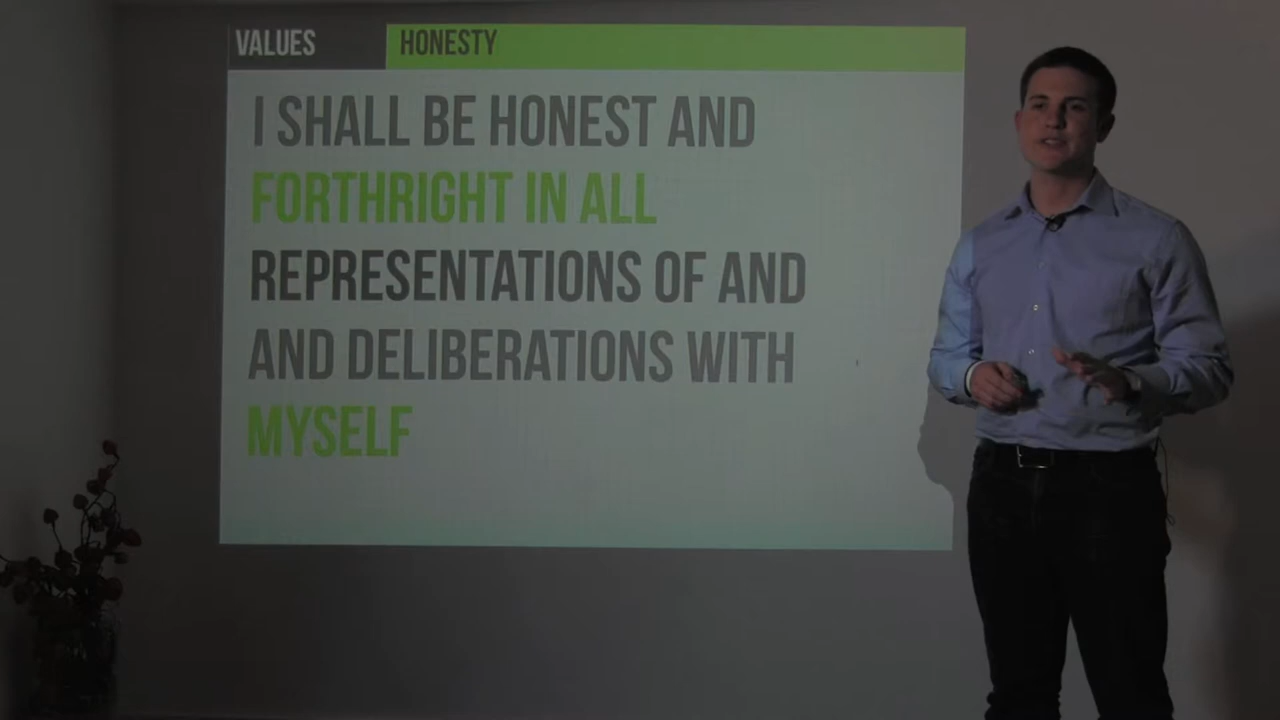 VALUES HONESTY
I SHALL BE HONEST AND
FORTHRIGHT IN ALL
REPRESENTATIONS OF AND
AND DELIBERATIONS WITH
MYSELF